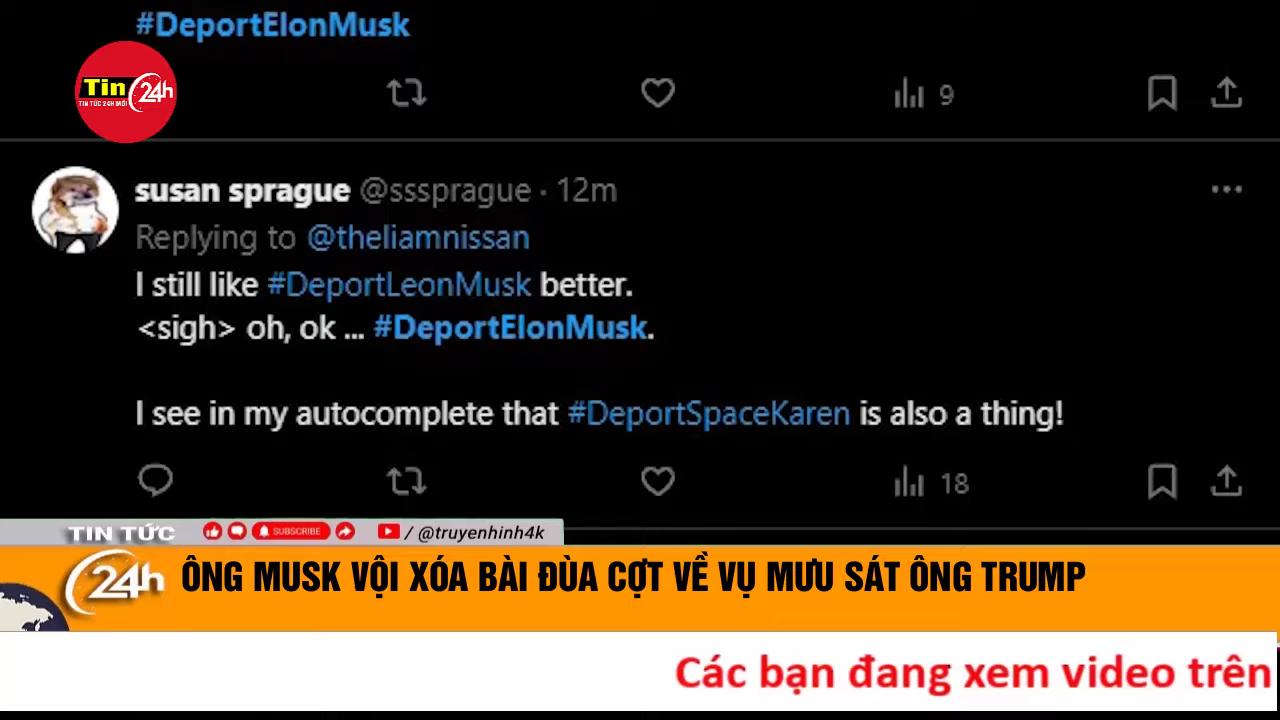 #DeportElonMusk
Tin 24h
TIN TỨC 24H MỚI
9
susan sprague @sssprague · 12m
Replying to @theliamnissan
I still like #DeportLeonMusk better.
<sigh> oh, ok ... #DeportElonMusk.
I see in my autocomplete that #DeportSpaceKaren is also a thing!
18
TIN TỨC
SUBSCRIBE
/ @truyenhinh4k
24h
ÔNG MUSK VỘI XÓA BÀI ĐÙA CỢT VỀ VỤ MƯU SÁT ÔNG TRUMP
Các bạn đang xem video trên